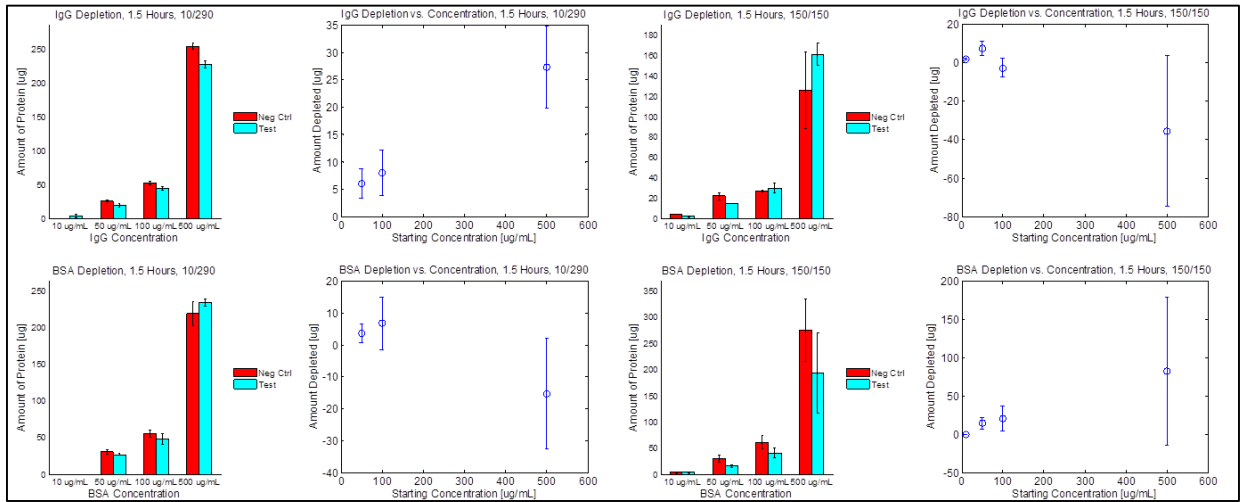 IgG Depletion, 1.5 Hours, 10/290
250
200
150
100
50
0
Amount of Protein [ug]
10 ug/mL 50 ug/mL 100 ug/mL 500 ug/mL
IgG Concentration
Neg Ctrl
Test
IgG Depletion vs. Concentration, 1.5 Hours, 10/290
35
30
25
20
15
10
5
0
Amount Depleted [ug]
0 100 200 300 400 500 600
Starting Concentration [ug/mL]
IgG Depletion, 1.5 Hours, 150/150
180
160
140
120
100
80
60
40
20
0
Amount of Protein [ug]
10 ug/mL 50 ug/mL 100 ug/mL 500 ug/mL
IgG Concentration
Neg Ctrl
Test
IgG Depletion vs. Concentration, 1.5 Hours, 150/150
20
0
-20
-40
-60
-80
Amount Depleted [ug]
0 100 200 300 400 500 600
Starting Concentration [ug/mL]
BSA Depletion, 1.5 Hours, 10/290
250
200
150
100
50
0
Amount of Protein [ug]
10 ug/mL 50 ug/mL 100 ug/mL 500 ug/mL
BSA Concentration
Neg Ctrl
Test
BSA Depletion vs. Concentration, 1.5 Hours, 10/290
20
10
0
-10
-20
-30
-40
Amount Depleted [ug]
0 100 200 300 400 500 600
Starting Concentration [ug/mL]
BSA Depletion, 1.5 Hours, 150/150
350
300
250
200
150
100
50
0
Amount of Protein [ug]
10 ug/mL 50 ug/mL 100 ug/mL 500 ug/mL
BSA Concentration
Neg Ctrl
Test
BSA Depletion vs. Concentration, 1.5 Hours, 150/150
200
150
100
50
0
-50
Amount Depleted [ug]
0 100 200 300 400 500 600
Starting Concentration [ug/mL]